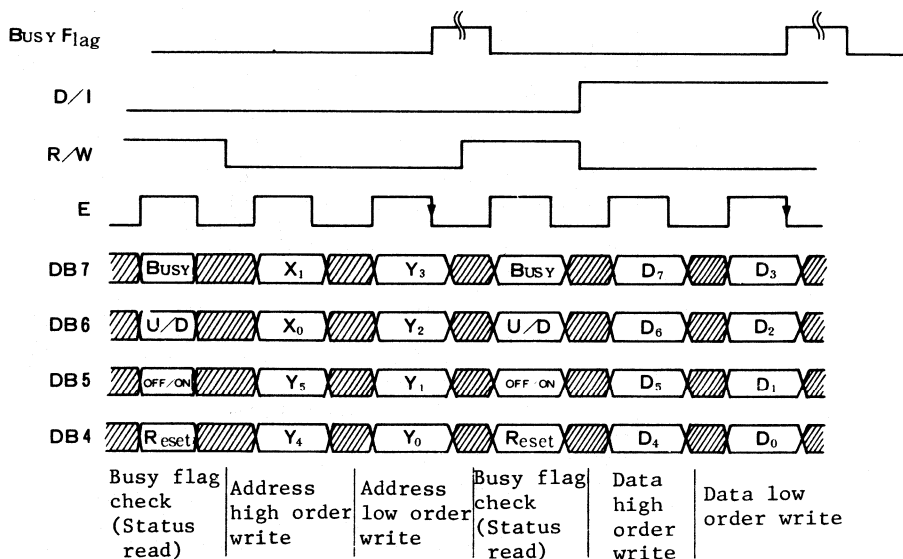 BUSY Flag
D/I
R/W
E
DB7 BUSY X₁ Y₃ BUSY D₇ D₃
DB6 U/D X₀ Y₂ U/D D₆ D₂
DB5 OFF/ON Y₅ Y₁ OFF/ON D₅ D₁
DB4 Reset Y₄ Y₀ Reset D₄ D₀
Busy flag
check
(Status
read)
Address
high order
write
Address
low order
write
Busy flag
check
(Status
read)
Data
high
order
write
Data low
order write